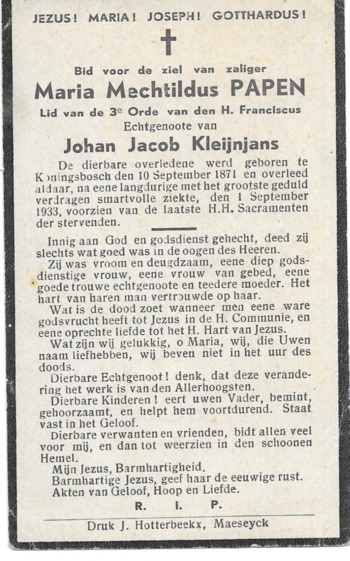 JEZUS! MARIA! JOSEPH! GOTTHARDUS!
Bid voor de ziel van zaliger
Maria Mechtildus PAPEN
Lid van de 3e Orde van den H. Franciscus
Echtgenoote van
Johan Jacob Kleijnjans
De dierbare overledene werd geboren te
Koningsbosch den 10 September 1871 en overleed
aldaar, na eene langdurige met het grootste geduld
verdragen smartvolle ziekte, den 1 September
1933, voorzien van de laatste H.H. Sacramenten
der stervenden.
Innig aan God en godsdienst gehecht, deed zij
slechts wat goed was in de oogen des Heeren.
Zij was vroom en deugdzaam, eene diep gods-
dienstige vrouw, eene vrouw van gebed, eene
goede trouwe echtgenoote en teedere moeder. Het
hart van haren man vertrouwde op haar.
Wat is de dood zoet wanneer men eene ware
godsvrucht heeft tot Jezus in de H. Communie, en
eene oprechte liefde tot het H. Hart van Jezus.
Wat zijn wij gelukkig, o Maria, wij, die Uwen
naam liefhebben, wij beven niet in het uur des
doods.
Dierbare Echtgenoot! denk, dat deze verande-
ring het werk is van den Allerhoogsten.
Dierbare Kinderen! eert uwen Vader, bemint,
gehoorzaamt, en helpt hem voortdurend. Staat
vast in het Geloof.
Dierbare verwanten en vrienden, bidt allen veel
voor mij, en dan tot weerzien in den schoonen
Hemel.
Mijn Jezus, Barmhartigheid.
Barmhartige Jezus, geef haar de eeuwige rust.
Akten van Geloof, Hoop en Liefde.
R. I. P.
Druk J. Hotterbeekx, Maeseyck